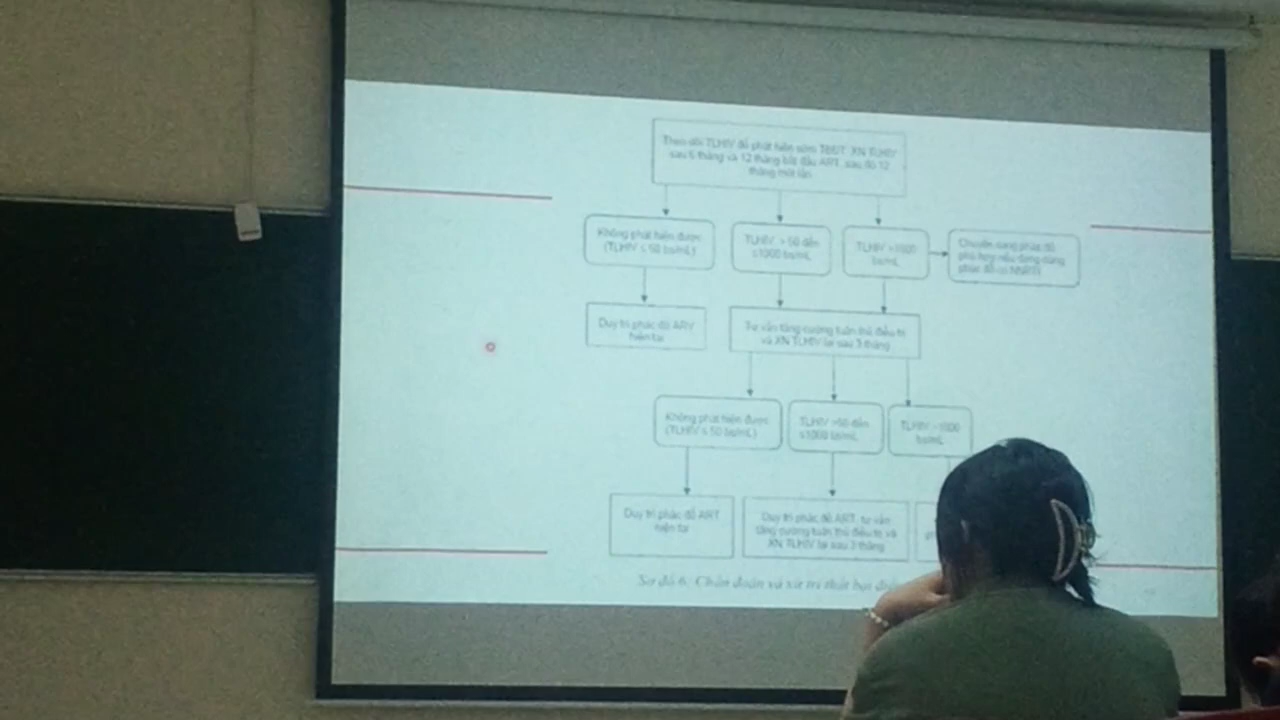 Theo dõi TLHIV để phát hiện sớm TBĐT. XN TLHIV
sau 6 tháng và 12 tháng bắt đầu ART, sau đó 12
tháng một lần
Không phát hiện được
(TLHIV ≤ 50 bs/mL)
TLHIV > 50 đến
≤1000 bs/mL
TLHIV >1000
bs/mL
Chuyển sang phác đồ
phù hợp nếu đang dùng
phác đồ có NNRTI
Duy trì phác đồ ARV
hiện tại
Tư vấn tăng cường tuân thủ điều trị
và XN TLHIV lại sau 3 tháng
Không phát hiện được
(TLHIV ≤ 50 bs/mL)
TLHIV >50 đến
≤1000 bs/mL
TLHIV >1000
bs/mL
Duy trì phác đồ ART
hiện tại
Duy trì phác đồ ART, tư vấn
tăng cường tuân thủ điều trị và
XN TLHIV lại sau 3 tháng
Sơ đồ 6: Chẩn đoán và xử trí thất bại